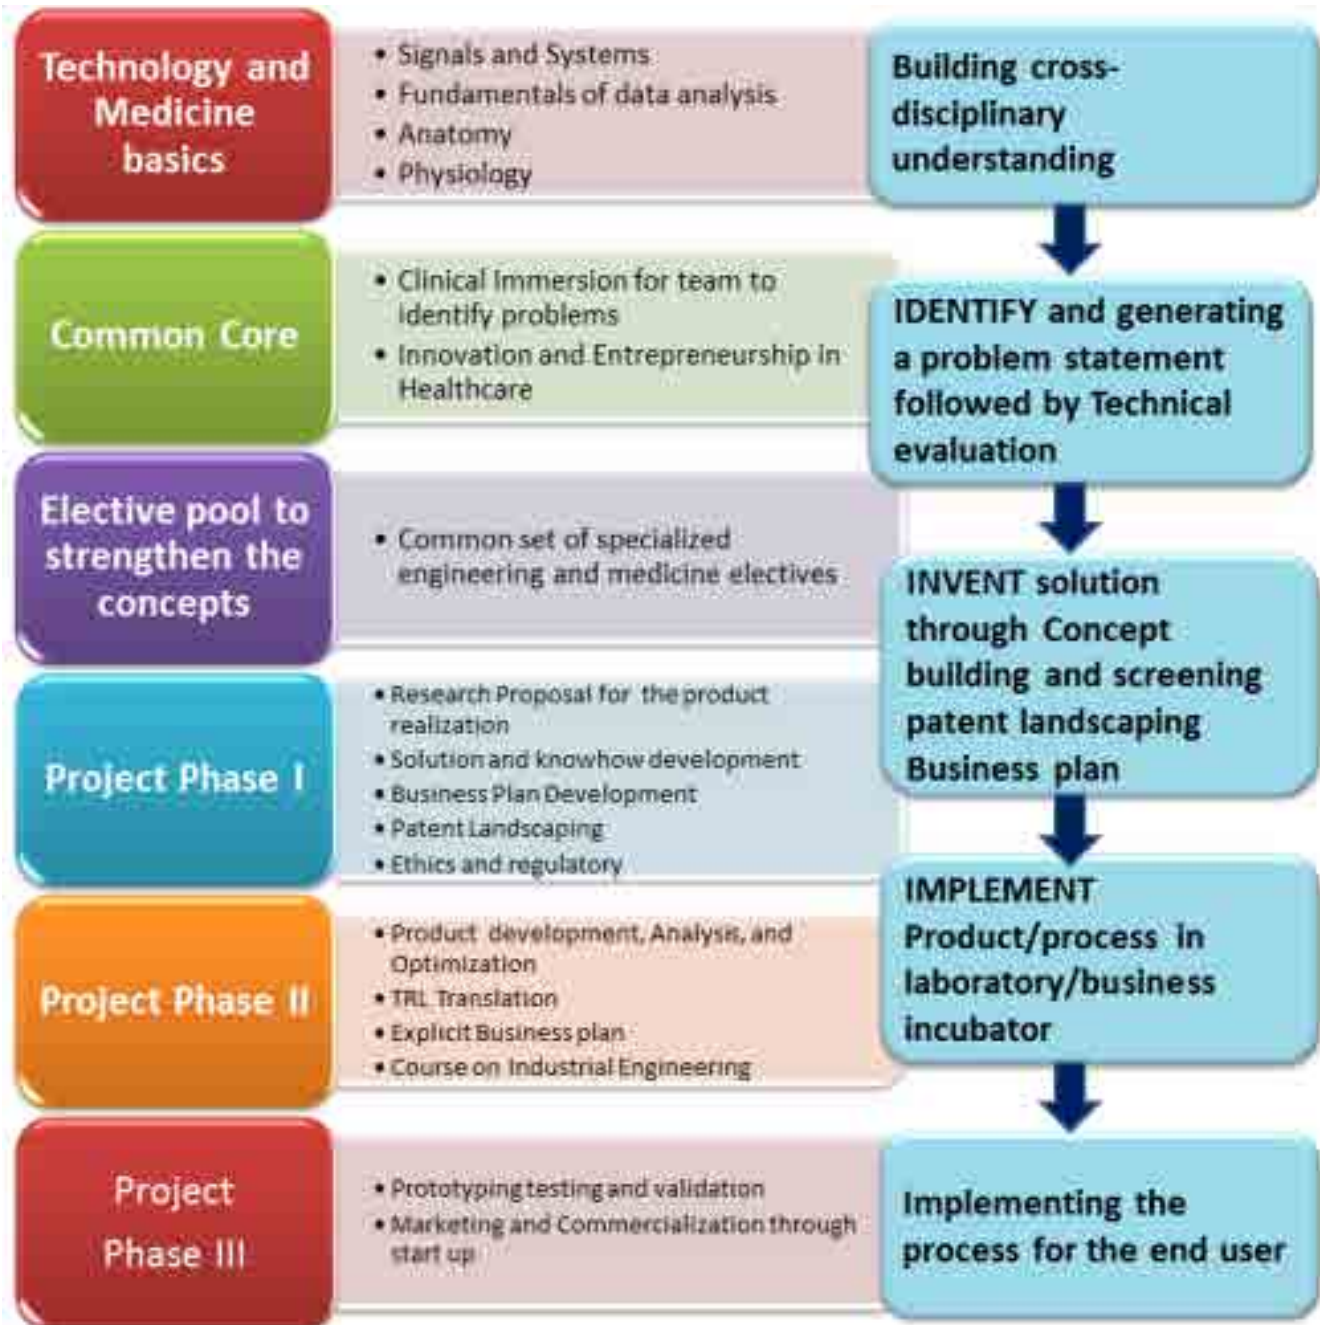 Technology and
Medicine
basics
• Signals and Systems
• Fundamentals of data analysis
• Anatomy
• Physiology
Building cross-
disciplinary
understanding
Common Core
• Clinical Immersion for team to
identify problems
• Innovation and Entrepreneurship in
Healthcare
IDENTIFY and generating
a problem statement
followed by Technical
evaluation
Elective pool to
strengthen the
concepts
• Common set of specialized
engineering and medicine electives
INVENT solution
through Concept
building and screening
patent landscaping
Business plan
Project Phase I
• Research Proposal for the product
realization
• Solution and knowhow development
• Business Plan Development
• Patent Landscaping
• Ethics and regulatory
IMPLEMENT
Product/process in
laboratory/business
incubator
Project Phase II
• Product development, Analysis, and
Optimization
• TRL Translation
• Explicit Business plan
• Course on Industrial Engineering
Project
Phase III
• Prototyping testing and validation
• Marketing and Commercialization through
start up
Implementing the
process for the end user